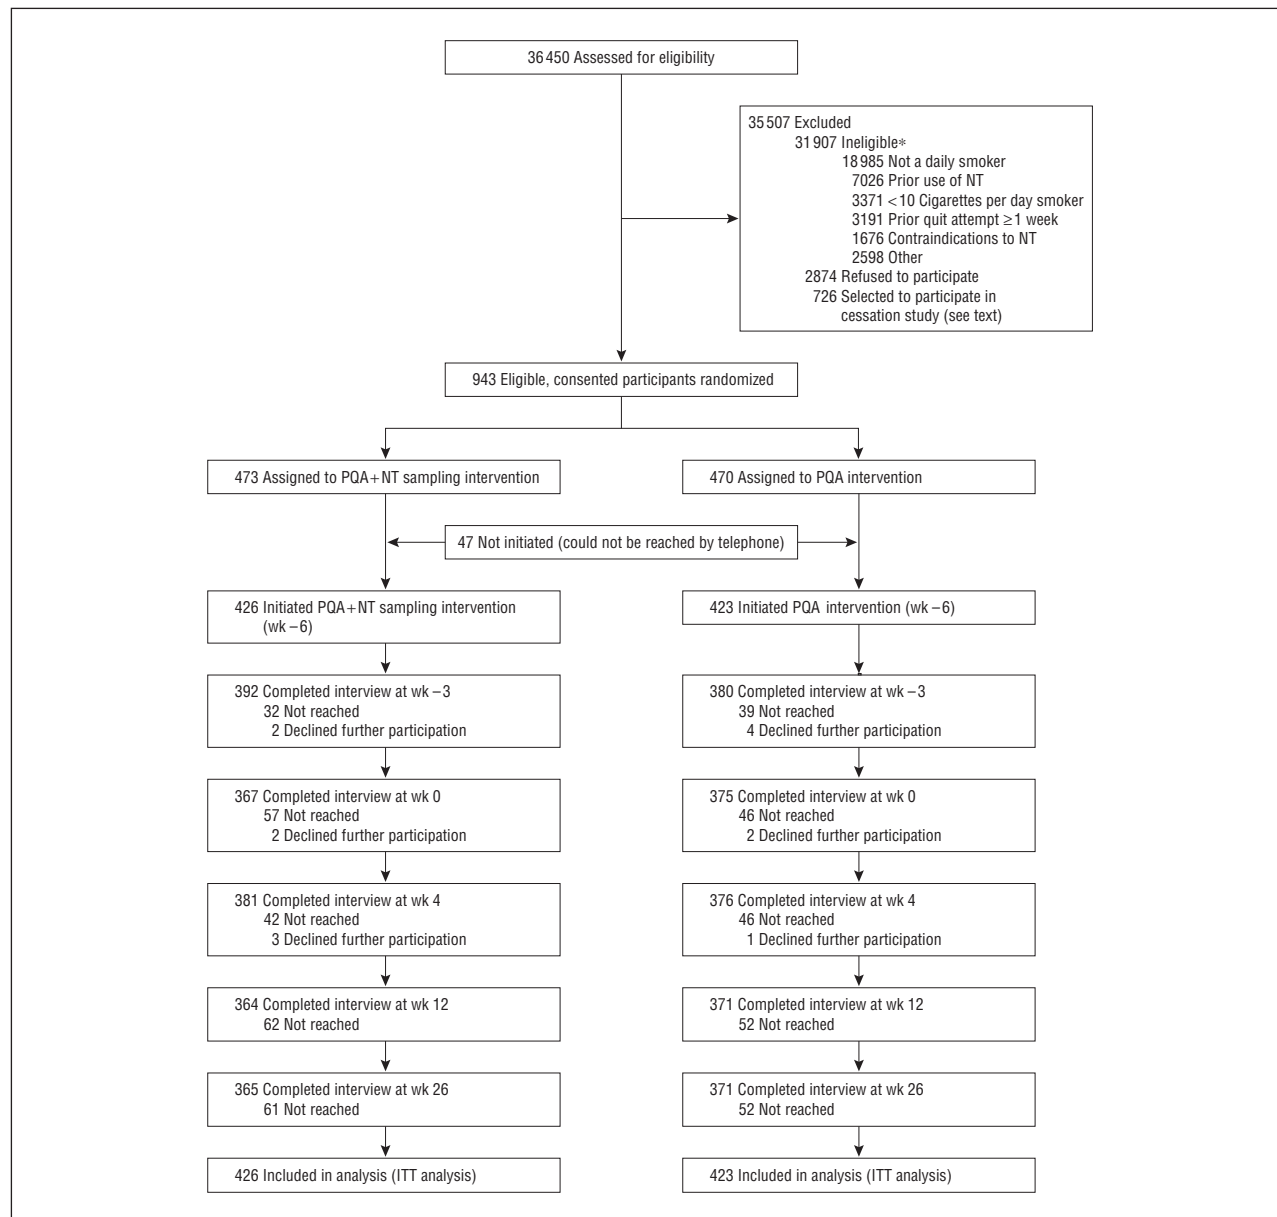 36 450 Assessed for eligibility
35 507 Excluded
31 907 Ineligible*
18 985 Not a daily smoker
7026 Prior use of NT
3371 <10 Cigarettes per day smoker
3191 Prior quit attempt ≥1 week
1676 Contraindications to NT
2598 Other
2874 Refused to participate
726 Selected to participate in
cessation study (see text)
943 Eligible, consented participants randomized
473 Assigned to PQA+NT sampling intervention
470 Assigned to PQA intervention
47 Not initiated (could not be reached by telephone)
426 Initiated PQA+NT sampling intervention
(wk −6)
423 Initiated PQA intervention (wk −6)
392 Completed interview at wk −3
32 Not reached
2 Declined further participation
380 Completed interview at wk −3
39 Not reached
4 Declined further participation
367 Completed interview at wk 0
57 Not reached
2 Declined further participation
375 Completed interview at wk 0
46 Not reached
2 Declined further participation
381 Completed interview at wk 4
42 Not reached
3 Declined further participation
376 Completed interview at wk 4
46 Not reached
1 Declined further participation
364 Completed interview at wk 12
62 Not reached
371 Completed interview at wk 12
52 Not reached
365 Completed interview at wk 26
61 Not reached
371 Completed interview at wk 26
52 Not reached
426 Included in analysis (ITT analysis)
423 Included in analysis (ITT analysis)